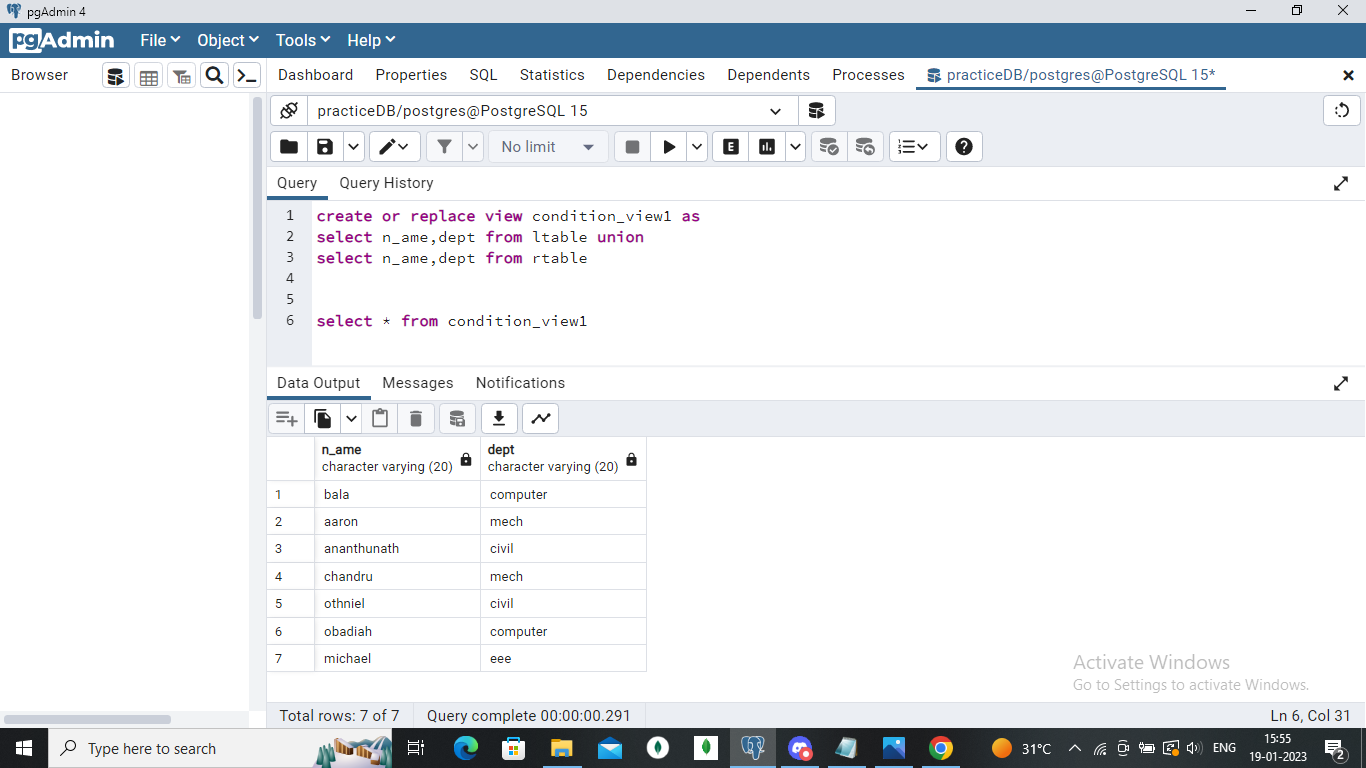 pgAdmin 4
pgAdmin File Object Tools Help
Browser Dashboard Properties SQL Statistics Dependencies Dependents Processes practiceDB/postgres@PostgreSQL 15*
practiceDB/postgres@PostgreSQL 15
No limit E
Query Query History
1 create or replace view condition_view1 as
2 select n_ame,dept from ltable union
3 select n_ame,dept from rtable
4
5
6 select * from condition_view1
Data Output Messages Notifications
n_ame dept
character varying (20) character varying (20)
1 bala computer
2 aaron mech
3 ananthunath civil
4 chandru mech
5 othniel civil
6 obadiah computer
7 michael eee
Activate Windows
Go to Settings to activate Windows.
Total rows: 7 of 7 Query complete 00:00:00.291 Ln 6, Col 31
Type here to search 31°C ENG 15:55
19-01-2023 2